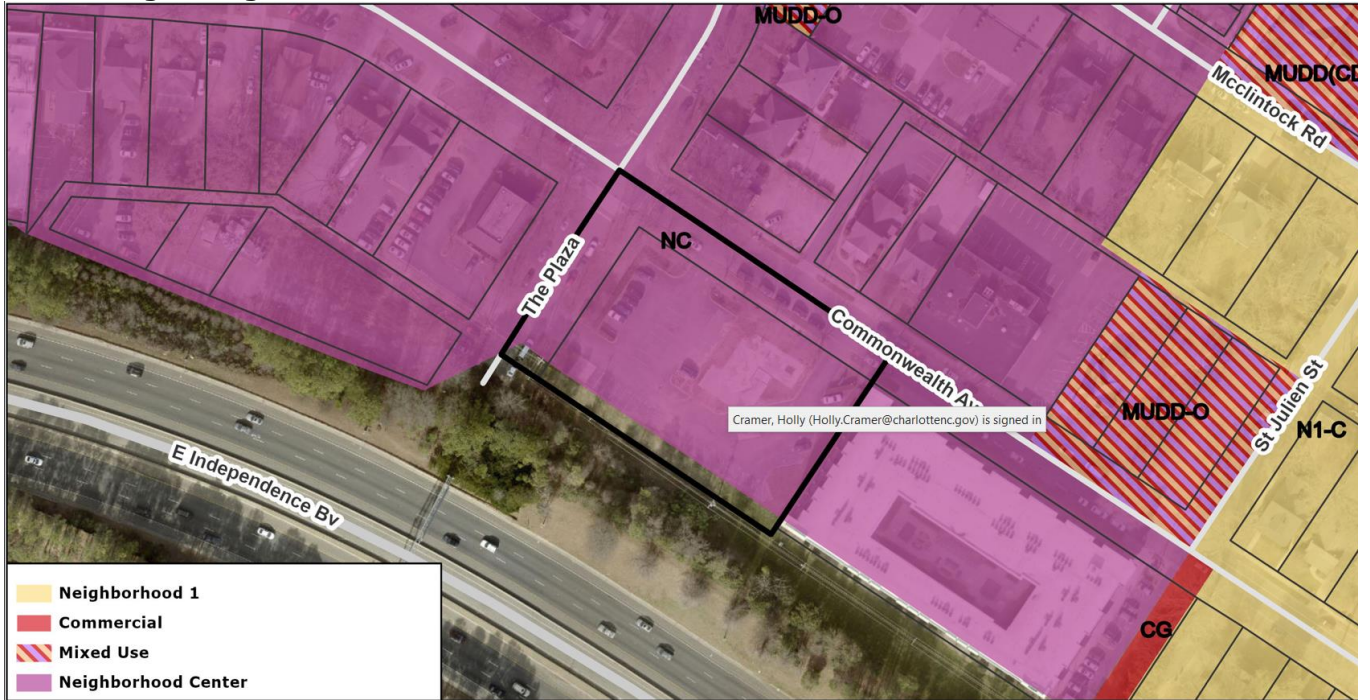 MUDD-O
MUDD(CD
Mcclintock Rd
NC
The Plaza
Commonwealth Av
Cramer, Holly (Holly.Cramer@charlottenc.gov) is signed in
MUDD-O
St Julien St
N1-C
E Independence Bv
CG
Neighborhood 1
Commercial
Mixed Use
Neighborhood Center